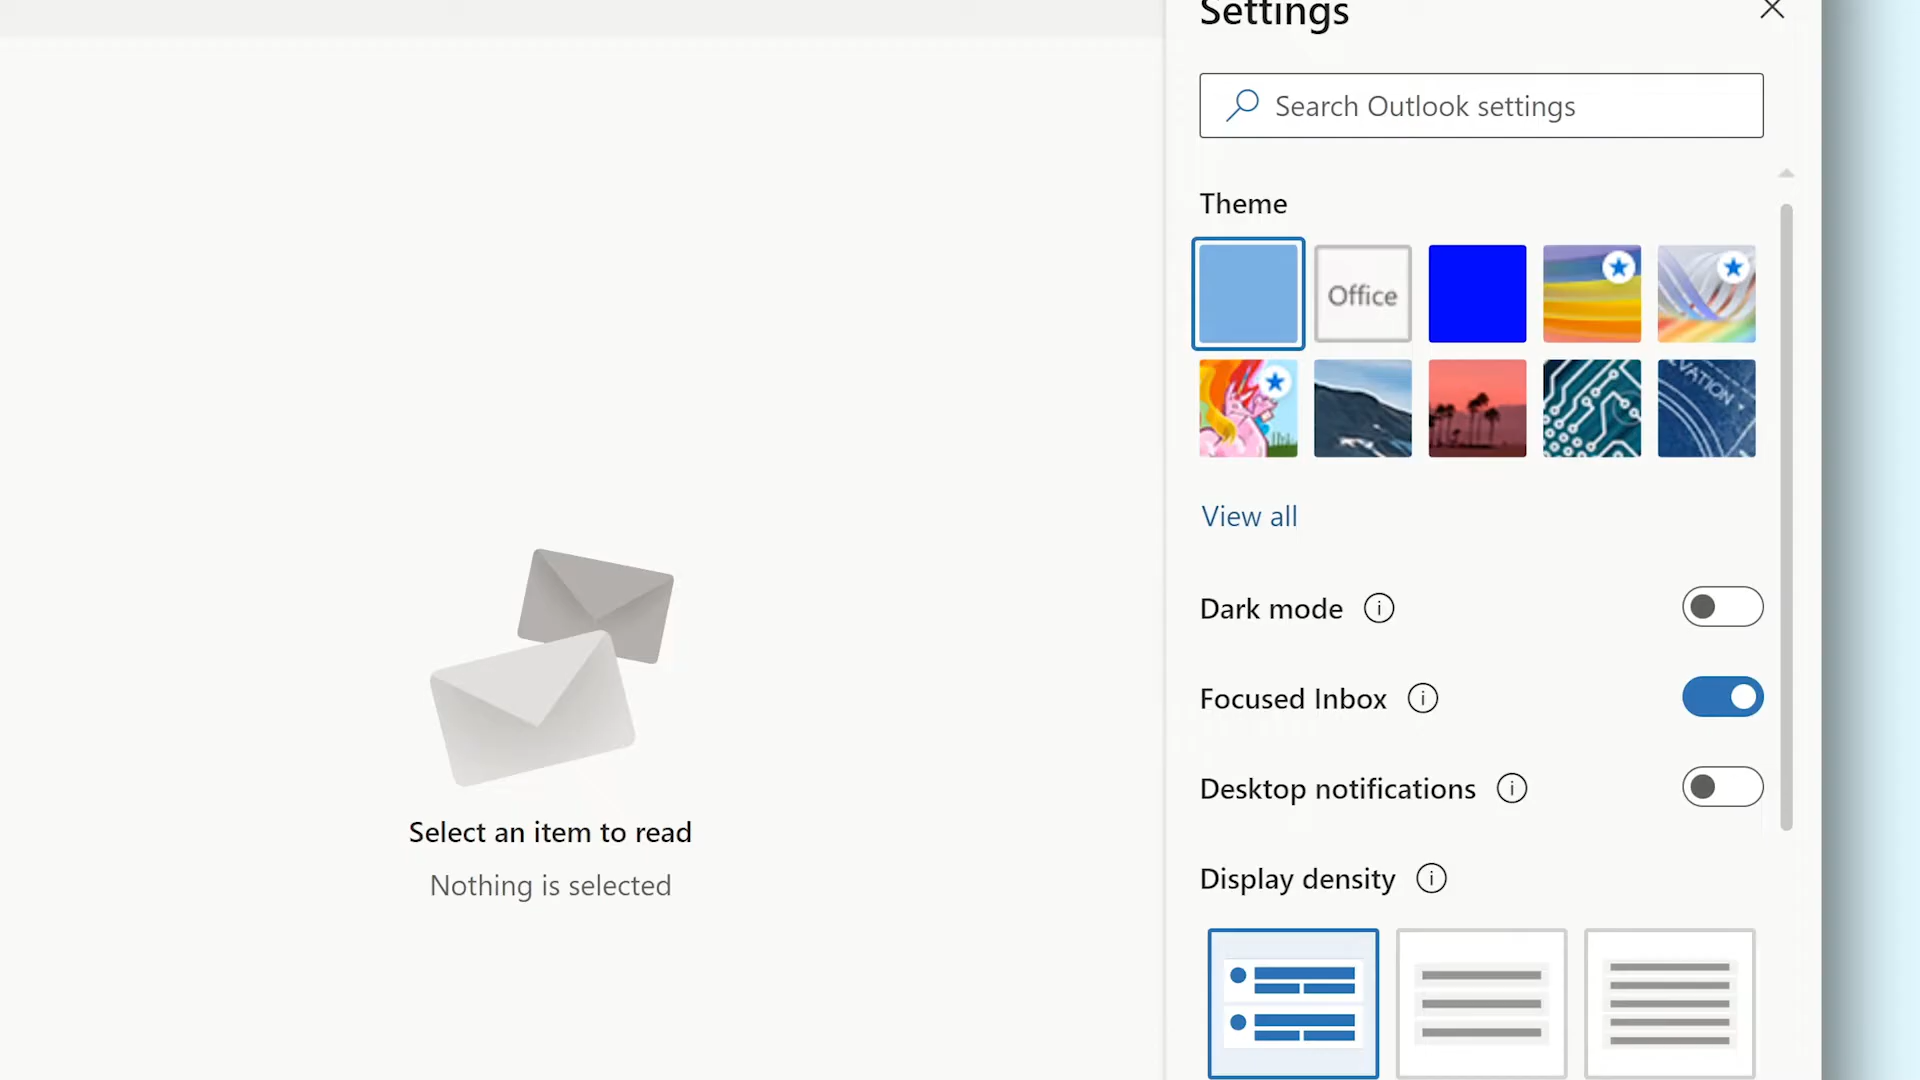 Settings
Search Outlook settings
Theme
Office
VATION
View all
Dark mode
Focused Inbox
Desktop notifications
Display density
Select an item to read
Nothing is selected